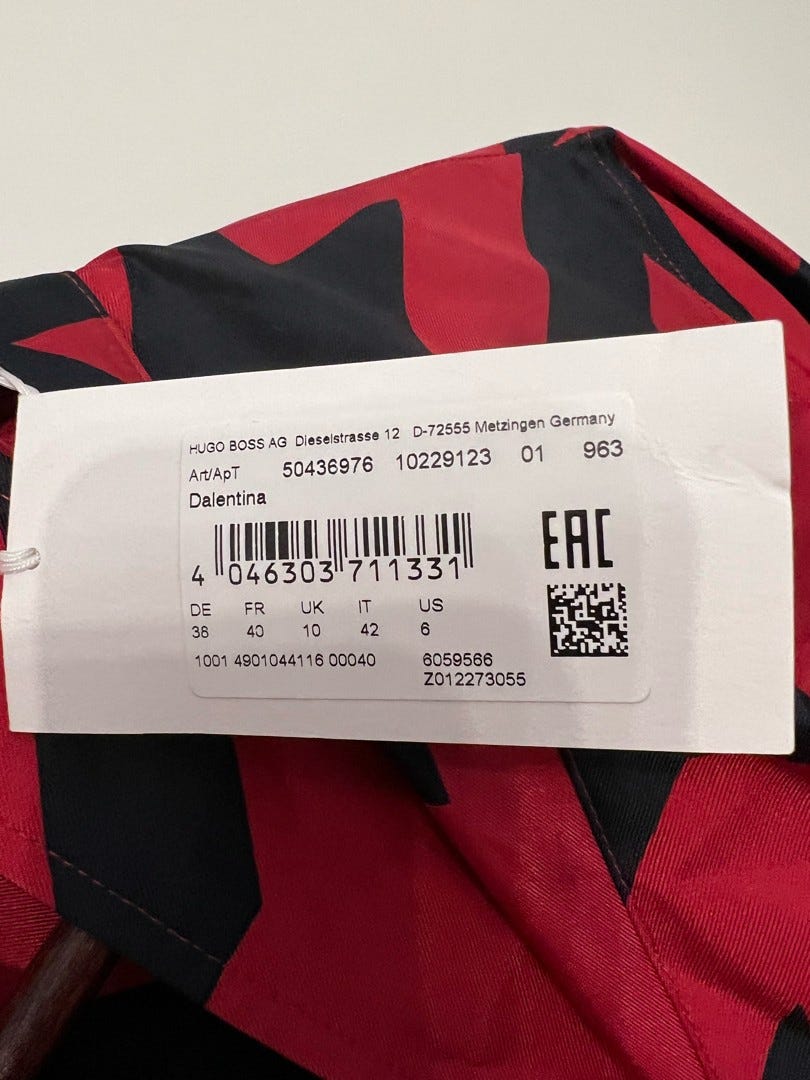 HUGO BOSS AG Dieselstrasse 12 D-72555 Metzingen Germany
Art/ApT 50436976 10229123 01 963
Dalentina
EAC
4 046303 711331
DE FR UK IT US
38 40 10 42 6
1001 4901044116 00040 6059566
Z012273055